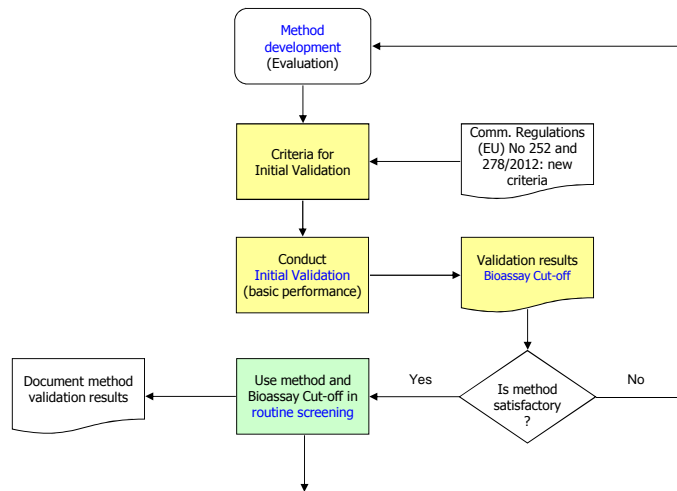 Method
development
(Evaluation)
Criteria for
Initial Validation
Comm. Regulations
(EU) No 252 and
278/2012: new
criteria
Conduct
Initial Validation
(basic performance)
Validation results
Bioassay Cut-off
Document method
validation results
Use method and
Bioassay Cut-off in
routine screening
Yes
Is method
satisfactory
?
No